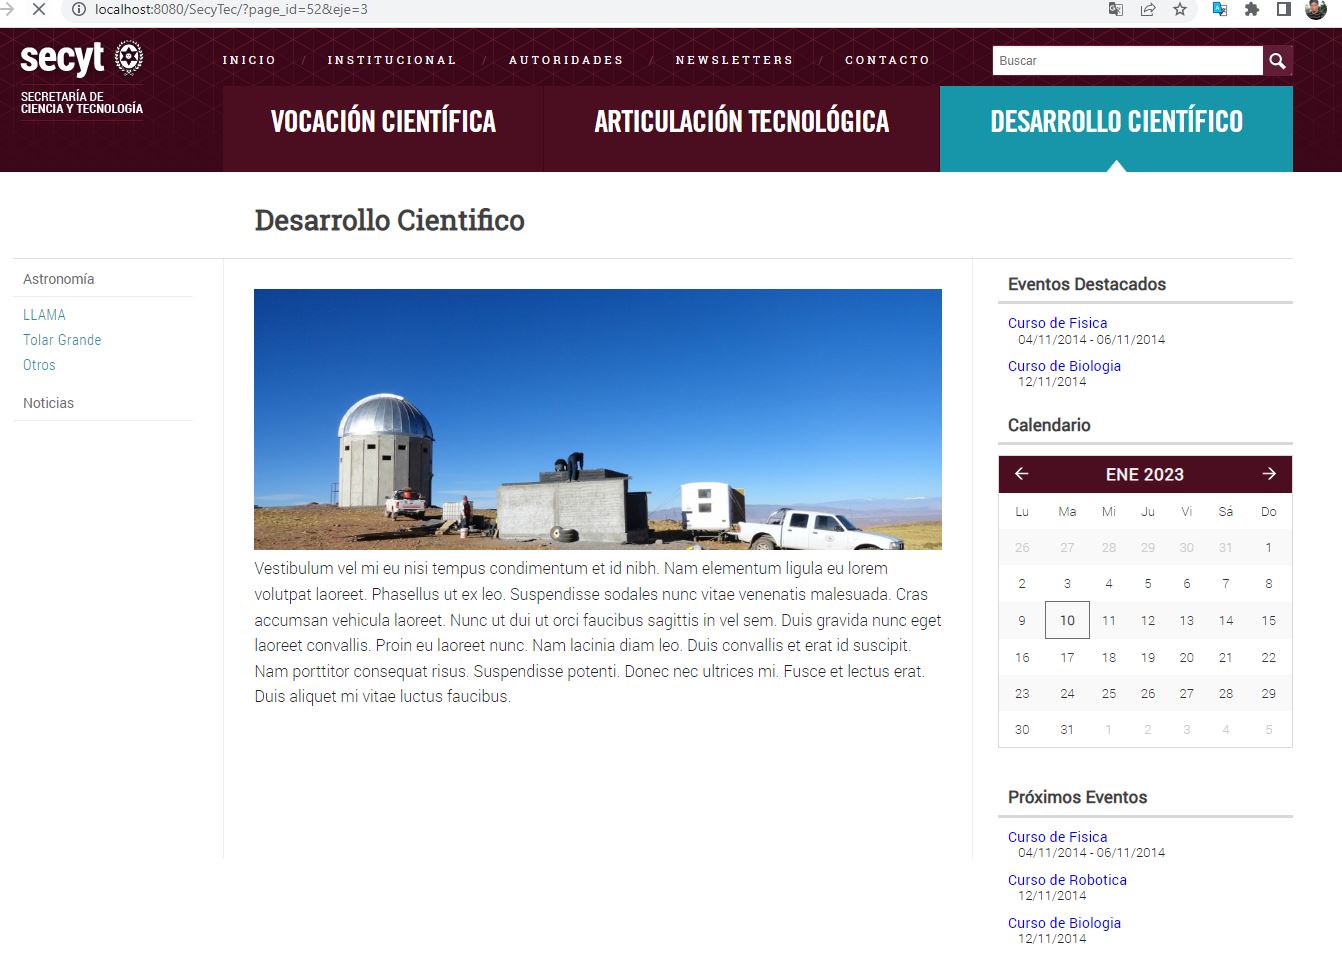 localhost:8080/SecyTec/?page_id=52&eje=3
secyt
SECRETARÍA DE
CIENCIA Y TECNOLOGÍA
INICIO / INSTITUCIONAL / AUTORIDADES / NEWSLETTERS / CONTACTO
Buscar
VOCACIÓN CIENTÍFICA
ARTICULACIÓN TECNOLÓGICA
DESARROLLO CIENTÍFICO
Desarrollo Cientifico
Astronomía
LLAMA
Tolar Grande
Otros
Noticias
Vestibulum vel mi eu nisi tempus condimentum et id nibh. Nam elementum ligula eu lorem
volutpat laoreet. Phasellus ut ex leo. Suspendisse sodales nunc vitae venenatis malesuada. Cras
accumsan vehicula laoreet. Nunc ut dui ut orci faucibus sagittis in vel sem. Duis gravida nunc eget
laoreet convallis. Proin eu laoreet nunc. Nam lacinia diam leo. Duis convallis et erat id suscipit.
Nam porttitor consequat risus. Suspendisse potenti. Donec nec ultrices mi. Fusce et lectus erat.
Duis aliquet mi vitae luctus faucibus.
Eventos Destacados
Curso de Fisica
04/11/2014 - 06/11/2014
Curso de Biologia
12/11/2014
Calendario
ENE 2023
Lu Ma Mi Ju Vi Sá Do
26 27 28 29 30 31 1
2 3 4 5 6 7 8
9 10 11 12 13 14 15
16 17 18 19 20 21 22
23 24 25 26 27 28 29
30 31 1 2 3 4 5
Próximos Eventos
Curso de Fisica
04/11/2014 - 06/11/2014
Curso de Robotica
12/11/2014
Curso de Biologia
12/11/2014